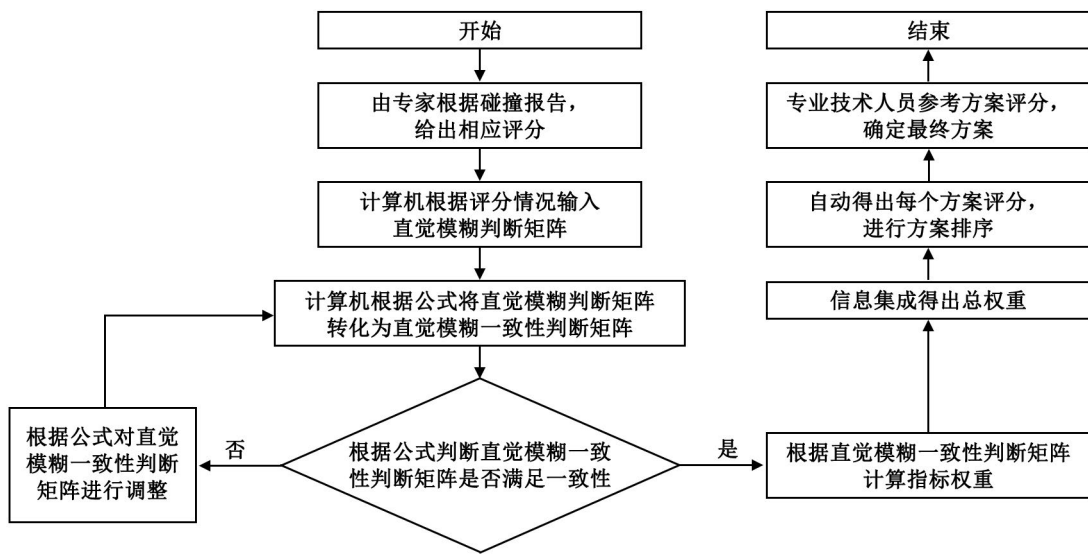 开始
由专家根据碰撞报告，
给出相应评分
计算机根据评分情况输入
直觉模糊判断矩阵
计算机根据公式将直觉模糊判断矩阵
转化为直觉模糊一致性判断矩阵
根据公式判断直觉模糊一致
性判断矩阵是否满足一致性
否
根据公式对直觉
模糊一致性判断
矩阵进行调整
是
根据直觉模糊一致性判断矩阵
计算指标权重
信息集成得出总权重
自动得出每个方案评分，
进行方案排序
专业技术人员参考方案评分，
确定最终方案
结束